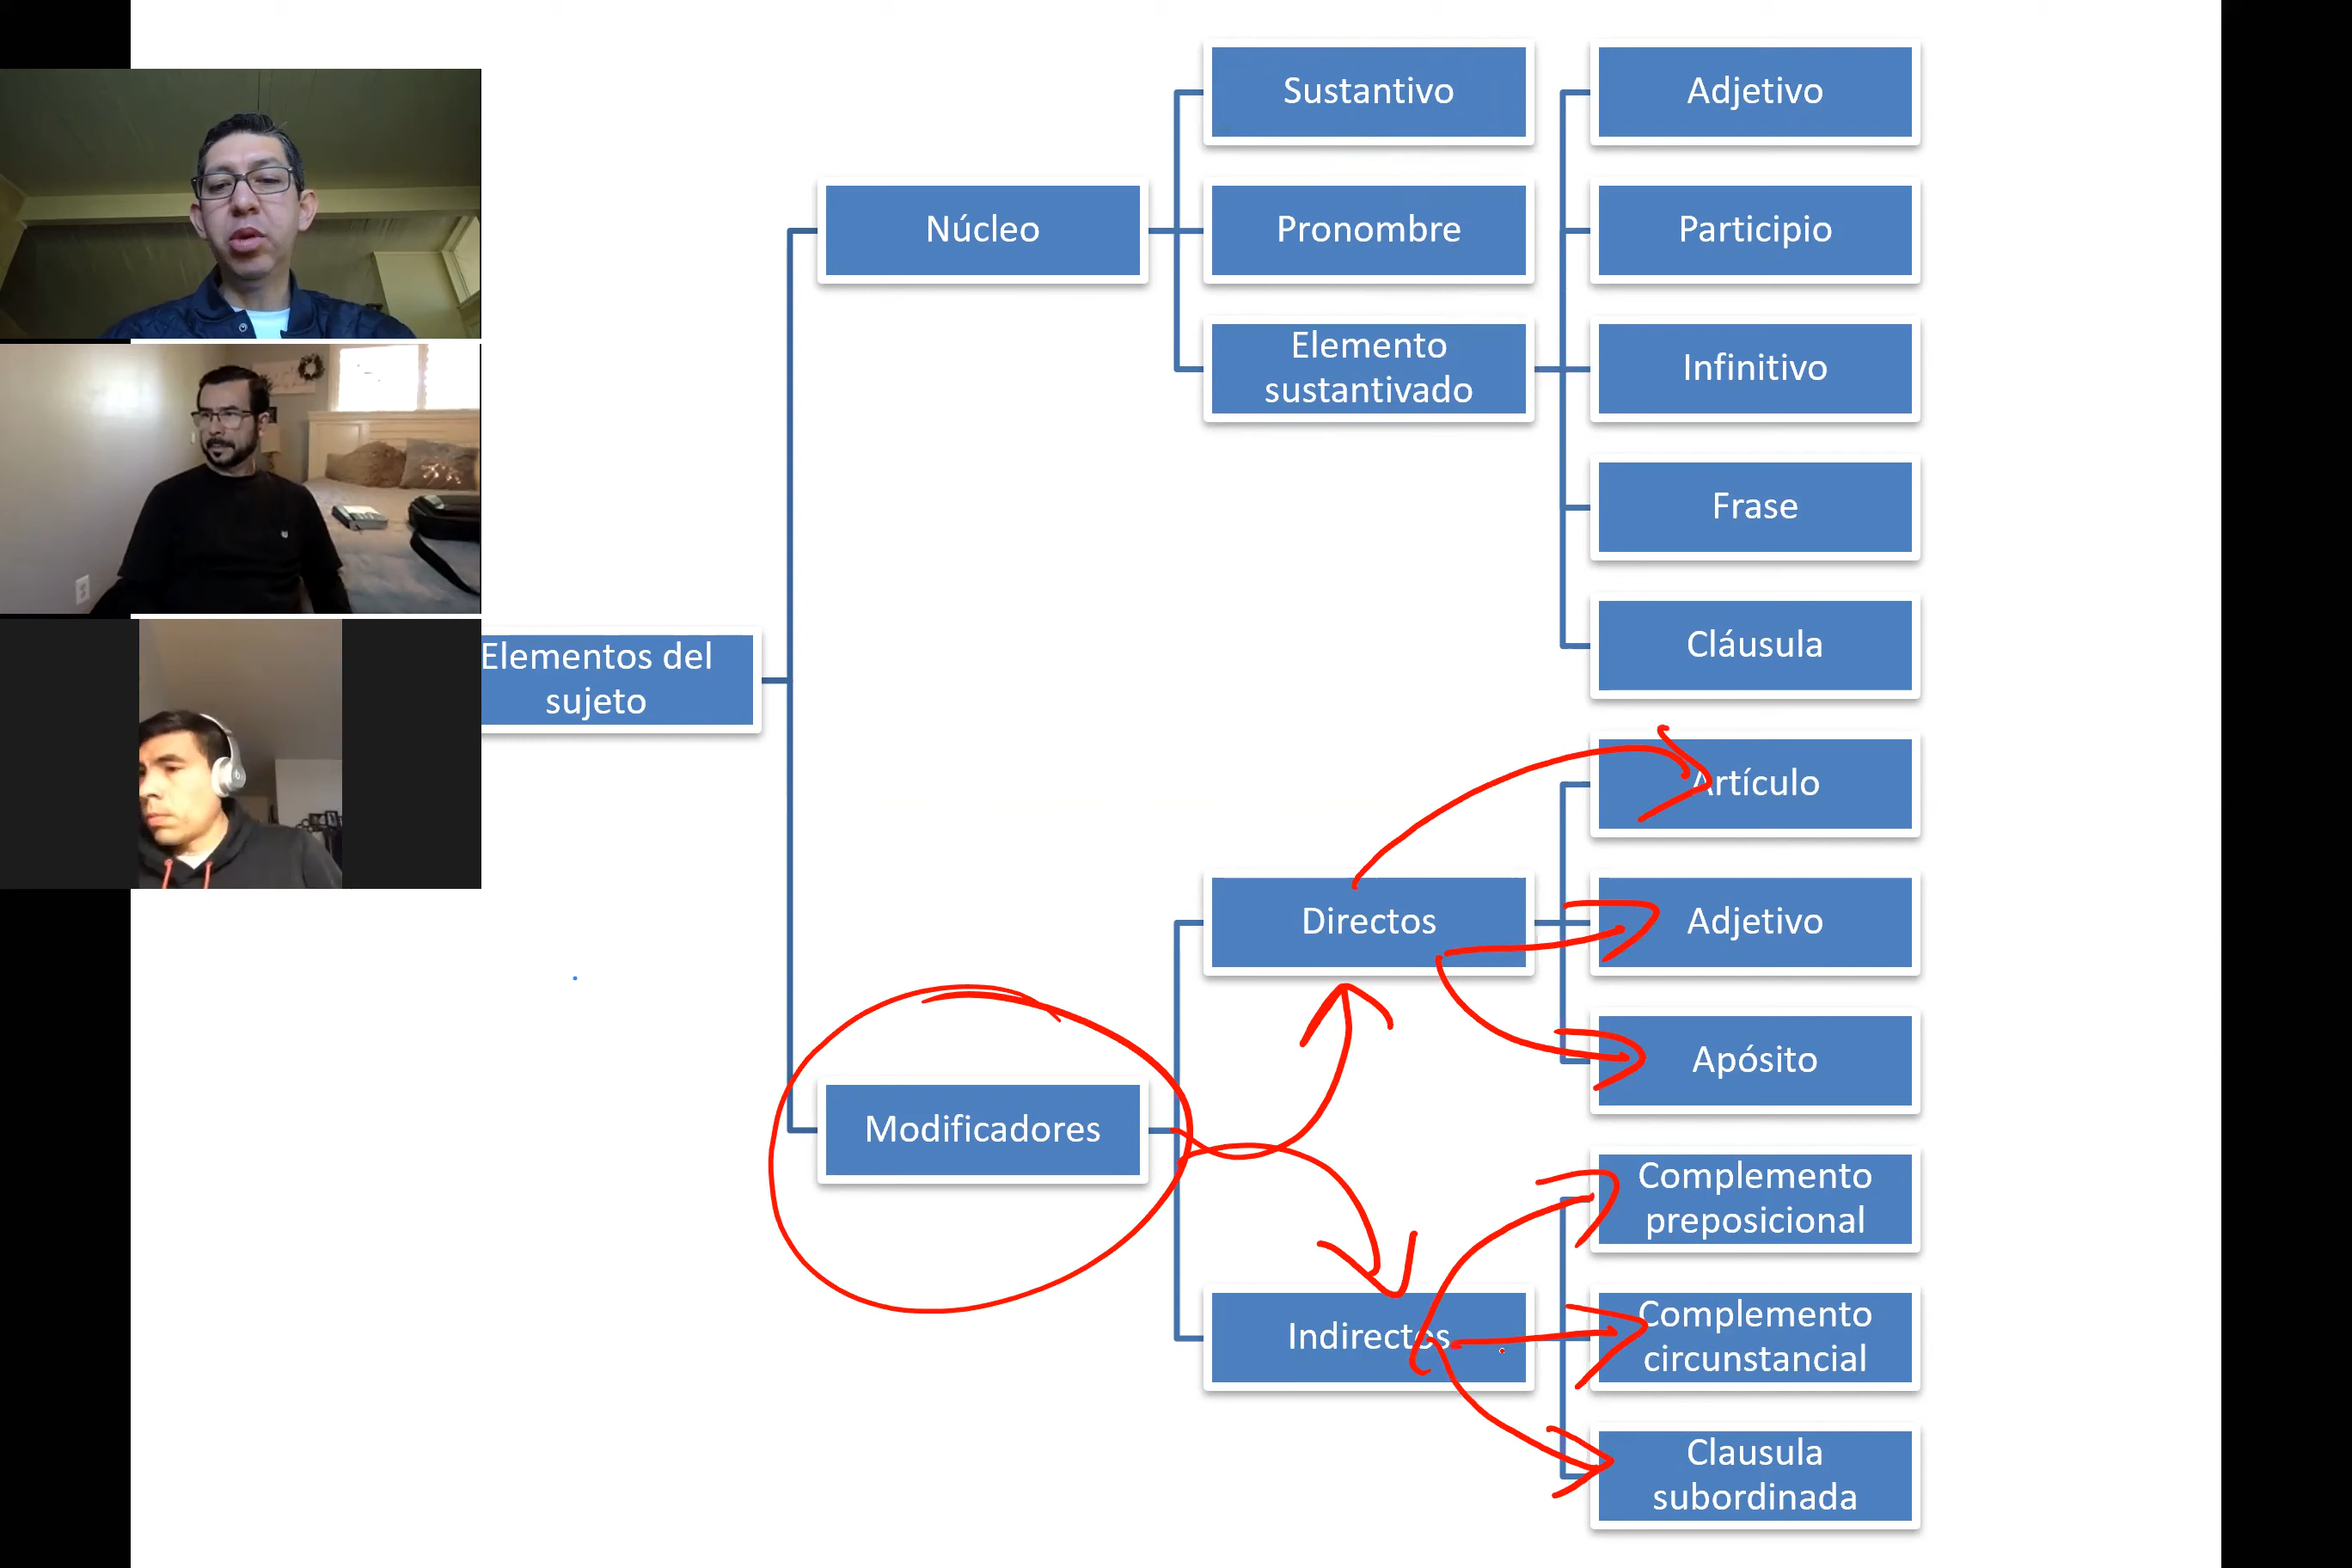 Elementos del
sujeto
Núcleo
Sustantivo
Pronombre
Elemento
sustantivado
Adjetivo
Participio
Infinitivo
Frase
Cláusula
Modificadores
Directos
Artículo
Adjetivo
Apósito
Indirectos
Complemento
preposicional
Complemento
circunstancial
Clausula
subordinada